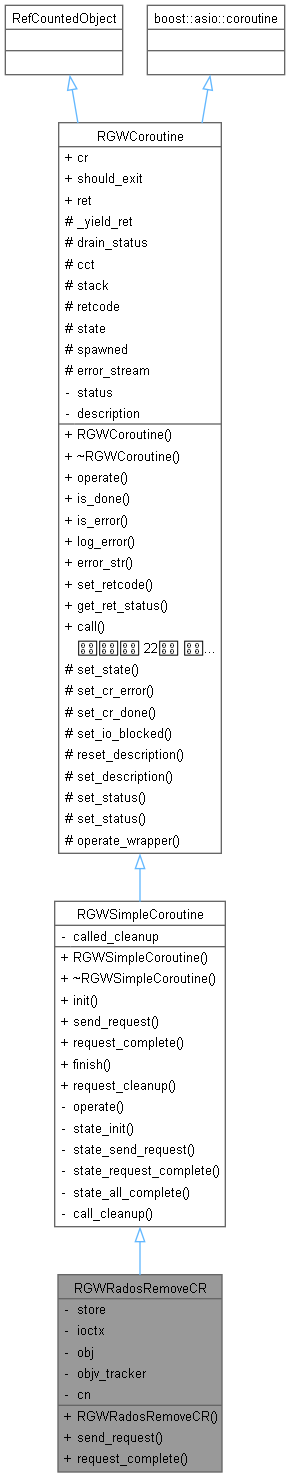 RefCountedObject
boost::asio::coroutine
RGWCoroutine
+ cr
+ should_exit
+ ret
# _yield_ret
# drain_status
# cct
# stack
# retcode
# state
# spawned
# error_stream
- status
- description
+ RGWCoroutine()
+ ~RGWCoroutine()
+ operate()
+ is_done()
+ is_error()
+ log_error()
+ error_str()
+ set_retcode()
+ get_ret_status()
+ call()
22 ...
# set_state()
# set_cr_error()
# set_cr_done()
# set_io_blocked()
# reset_description()
# set_description()
# set_status()
# set_status()
# operate_wrapper()
RGWSimpleCoroutine
- called_cleanup
+ RGWSimpleCoroutine()
+ ~RGWSimpleCoroutine()
+ init()
+ send_request()
+ request_complete()
+ finish()
+ request_cleanup()
- operate()
- state_init()
- state_send_request()
- state_request_complete()
- state_all_complete()
- call_cleanup()
RGWRadosRemoveCR
- store
- ioctx
- obj
- objv_tracker
- cn
+ RGWRadosRemoveCR()
+ send_request()
+ request_complete()